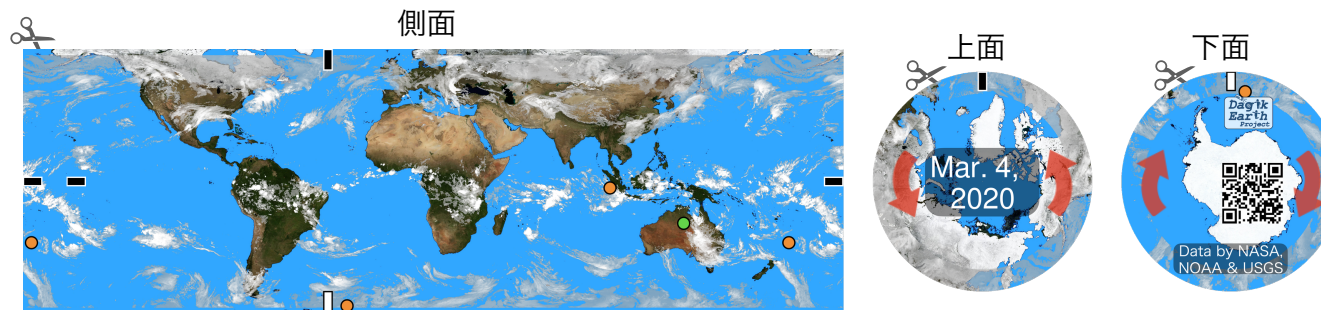 側面
上面
下面
Mar. 4,
2020
Dagik
Earth
Project
Data by NASA,
NOAA & USGS